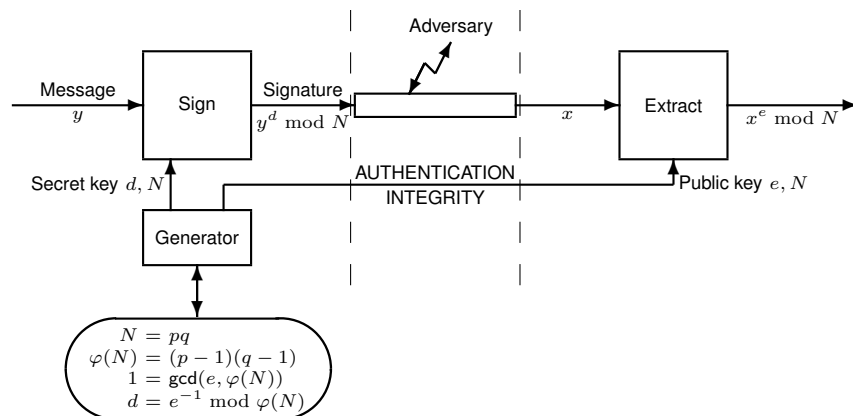 Adversary
Message
y
Sign
Signature
y^d mod N
x
Extract
x^e mod N
Secret key d, N
AUTHENTICATION
INTEGRITY
Public key e, N
Generator
N = pq
φ(N) = (p − 1)(q − 1)
1 = gcd(e, φ(N))
d = e^{−1} mod φ(N)